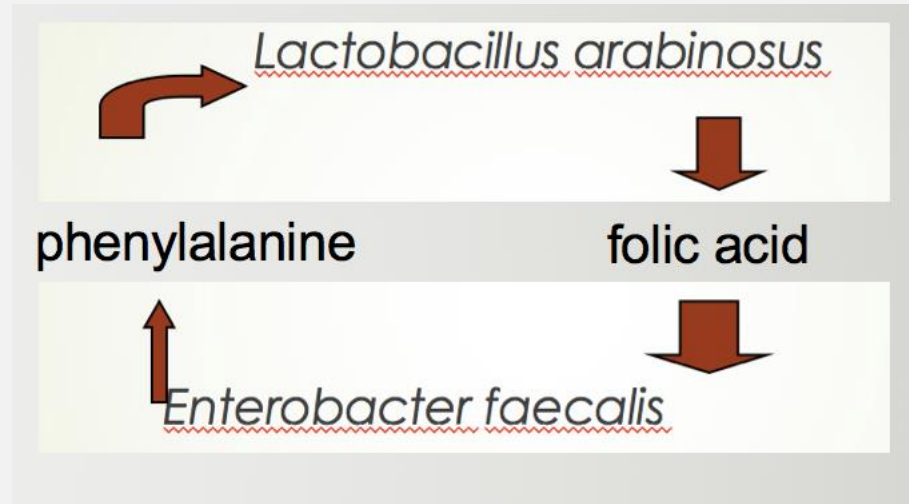 Lactobacillus arabinosus
phenylalanine folic acid
Enterobacter faecalis